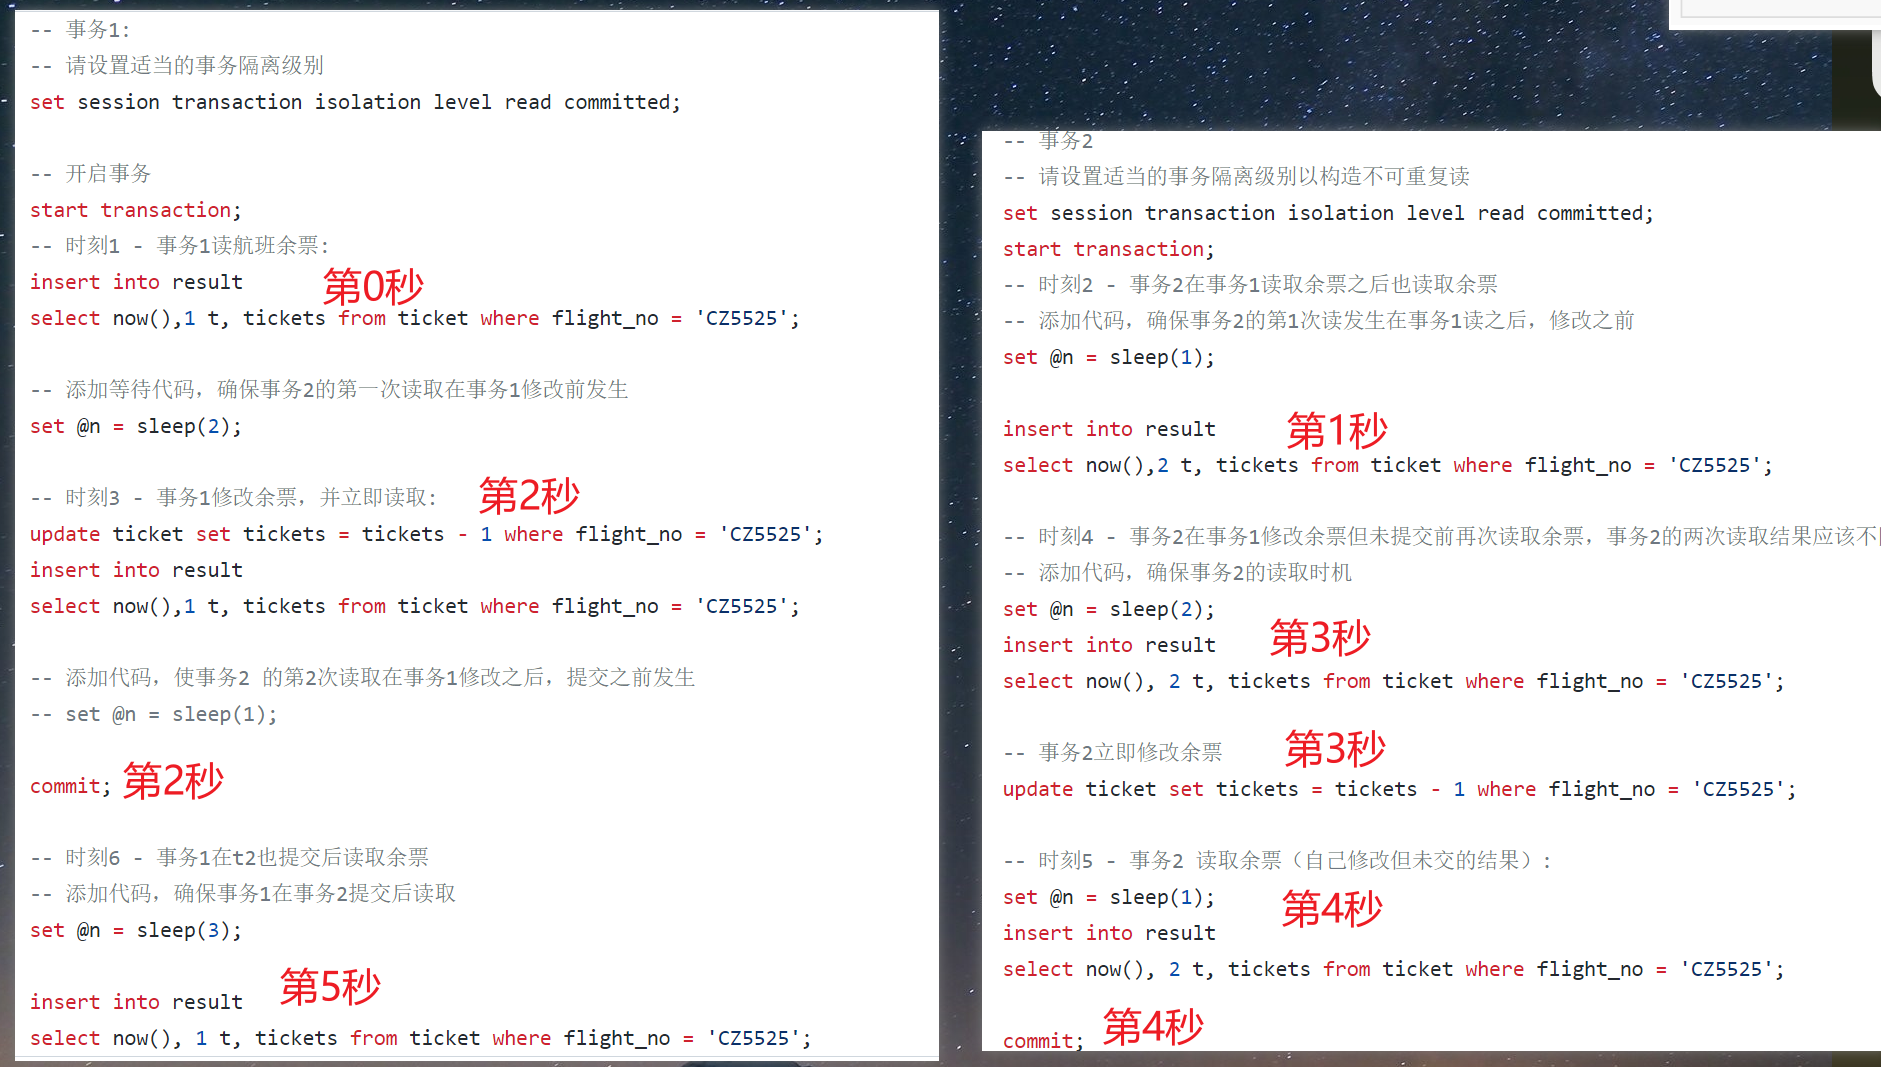 -- 事务1:
-- 请设置适当的事务隔离级别
set session transaction isolation level read committed;
-- 开启事务
start transaction;
-- 时刻1 - 事务1读航班余票:
insert into result
第0秒
select now(),1 t, tickets from ticket where flight_no = 'CZ5525';
-- 添加等待代码，确保事务2的第一次读取在事务1修改前发生
set @n = sleep(2);
-- 时刻3 - 事务1修改余票，并立即读取:
第2秒
update ticket set tickets = tickets - 1 where flight_no = 'CZ5525';
insert into result
select now(),1 t, tickets from ticket where flight_no = 'CZ5525';
-- 添加代码，使事务2 的第2次读取在事务1修改之后，提交之前发生
-- set @n = sleep(1);
commit;
第2秒
-- 时刻6 - 事务1在t2也提交后读取余票
-- 添加代码，确保事务1在事务2提交后读取
set @n = sleep(3);
第5秒
insert into result
select now(), 1 t, tickets from ticket where flight_no = 'CZ5525';
-- 事务2
-- 请设置适当的事务隔离级别以构造不可重复读
set session transaction isolation level read committed;
start transaction;
-- 时刻2 - 事务2在事务1读取余票之后也读取余票
-- 添加代码，确保事务2的第1次读发生在事务1读之后，修改之前
set @n = sleep(1);
insert into result
第1秒
select now(),2 t, tickets from ticket where flight_no = 'CZ5525';
-- 时刻4 - 事务2在事务1修改余票但未提交前再次读取余票，事务2的两次读取结果应该不
-- 添加代码，确保事务2的读取时机
set @n = sleep(2);
insert into result
第3秒
select now(), 2 t, tickets from ticket where flight_no = 'CZ5525';
-- 事务2立即修改余票
第3秒
update ticket set tickets = tickets - 1 where flight_no = 'CZ5525';
-- 时刻5 - 事务2 读取余票（自己修改但未交的结果）:
set @n = sleep(1);
第4秒
insert into result
select now(), 2 t, tickets from ticket where flight_no = 'CZ5525';
commit;
第4秒